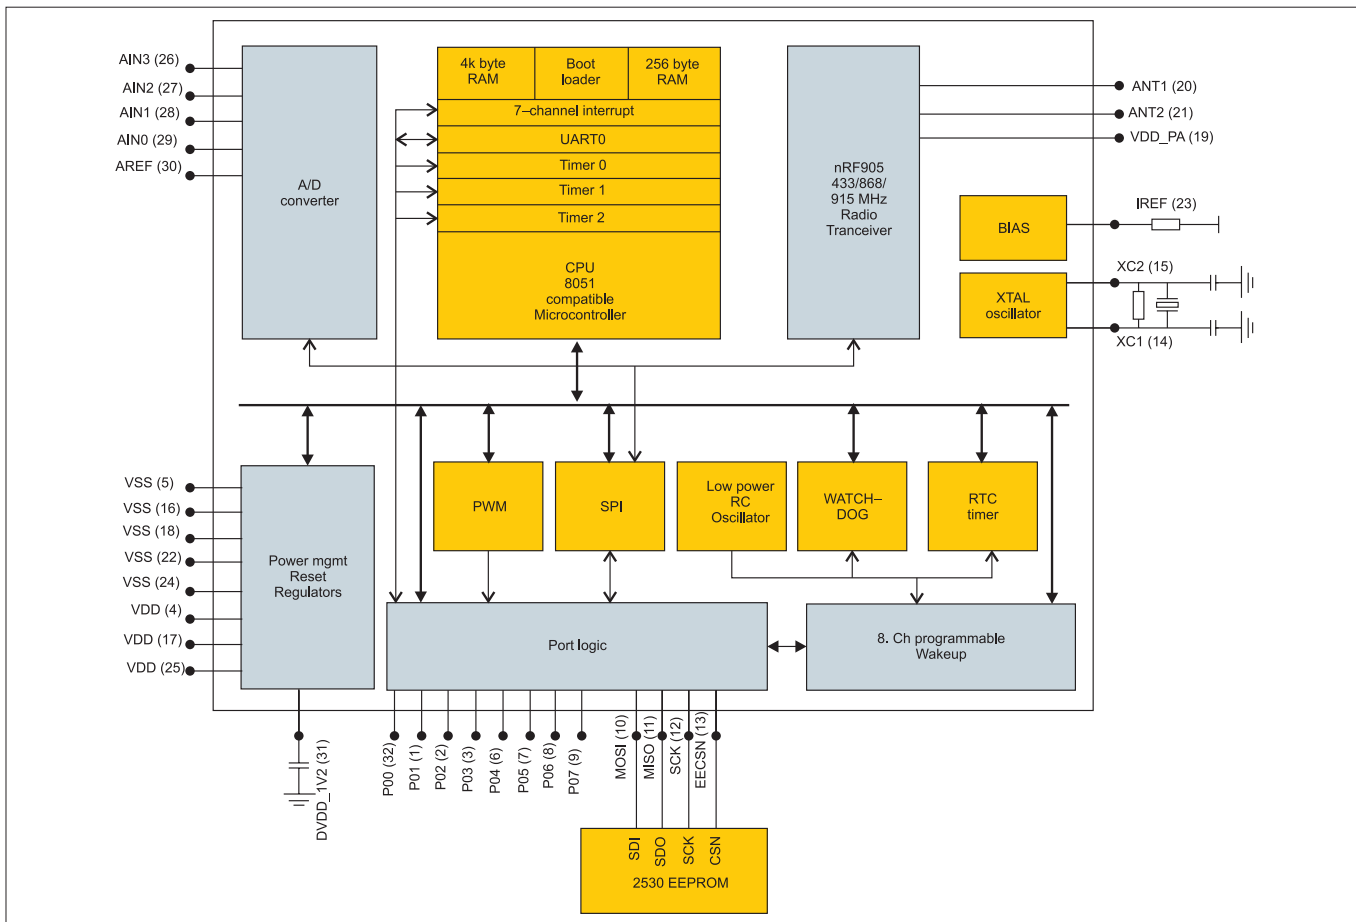 AIN3 (26)
AIN2 (27)
AIN1 (28)
AIN0 (29)
AREF (30)
A/D
converter
4k byte
RAM
Boot
loader
256 byte
RAM
7–channel interrupt
UART0
Timer 0
Timer 1
Timer 2
CPU
8051
compatible
Microcontroller
nRF905
433/868/
915 MHz
Radio
Tranceiver
ANT1 (20)
ANT2 (21)
VDD_PA (19)
BIAS
IREF (23)
XTAL
oscillator
XC2 (15)
XC1 (14)
VSS (5)
VSS (16)
VSS (18)
VSS (22)
VSS (24)
VDD (4)
VDD (17)
VDD (25)
Power mgmt
Reset
Regulators
PWM
SPI
Low power
RC
Oscillator
WATCH–
DOG
RTC
timer
Port logic
8. Ch programmable
Wakeup
DVDD_1V2 (31)
P00 (32)
P01 (1)
P02 (2)
P03 (3)
P04 (6)
P05 (7)
P06 (8)
P07 (9)
MOSI (10)
MISO (11)
SCK (12)
EECSN (13)
SDI
SDO
SCK
CSN
2530 EEPROM